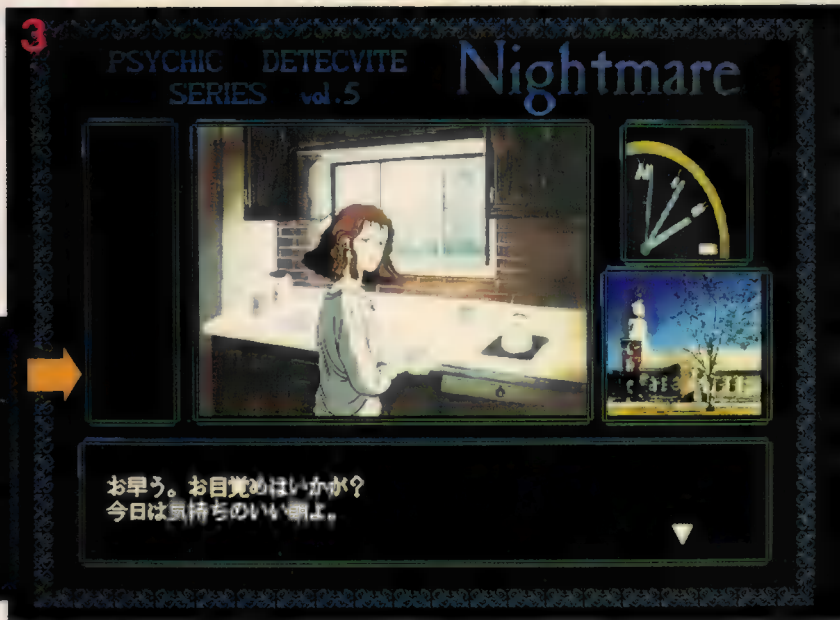 3
PSYCHIC DETECVITE
SERIES vol.5
Nightmare
お早う。お目覚めはいかが？
今日は気持ちのいい朝よ。